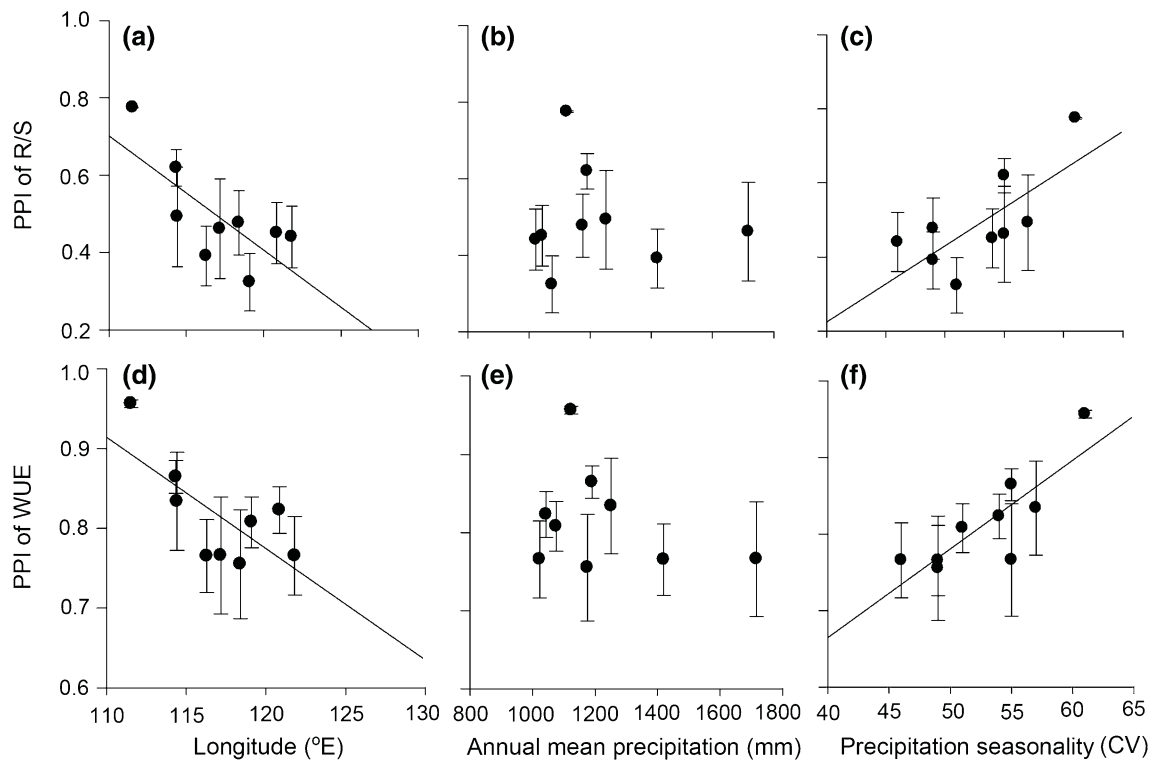 (a) (b) (c)
1.0
0.8
0.6
0.4
0.2
PPI of R/S
(d) (e) (f)
1.0
0.9
0.8
0.7
0.6
PPI of WUE
110 115 120 125 130 800 1000 1200 1400 1600 1800 40 45 50 55 60 65
Longitude (ºE) Annual mean precipitation (mm) Precipitation seasonality (CV)